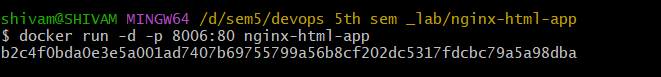 shivam@SHIVAM MINGW64 /d/sem5/devops 5th sem _lab/nginx-html-app
$ docker run -d -p 8006:80 nginx-html-app
b2c4f0bda0e3e5a001ad7407b69755799a56b8cf202dc5317fdcbc79a5a98dba